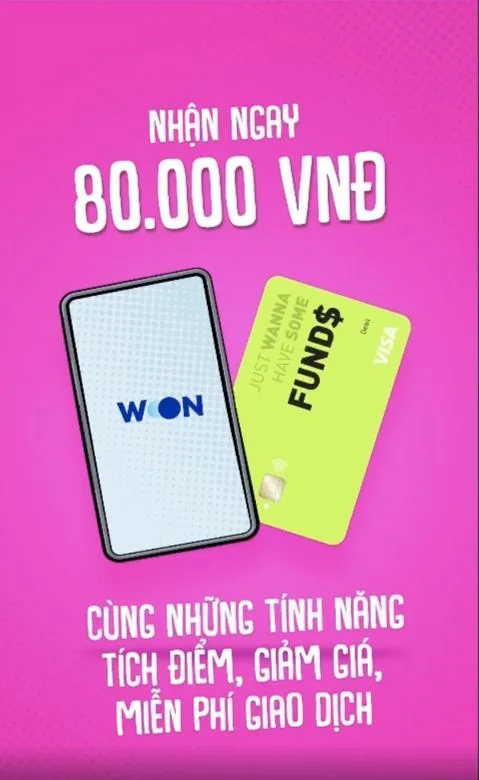 NHẬN NGAY
80.000 VNĐ
WOON
JUST WANNA
HAVE SOME
FUND$
Debit
VISA
CÙNG NHỮNG TÍNH NĂNG
TÍCH ĐIỂM, GIẢM GIÁ,
MIỄN PHÍ GIAO DỊCH